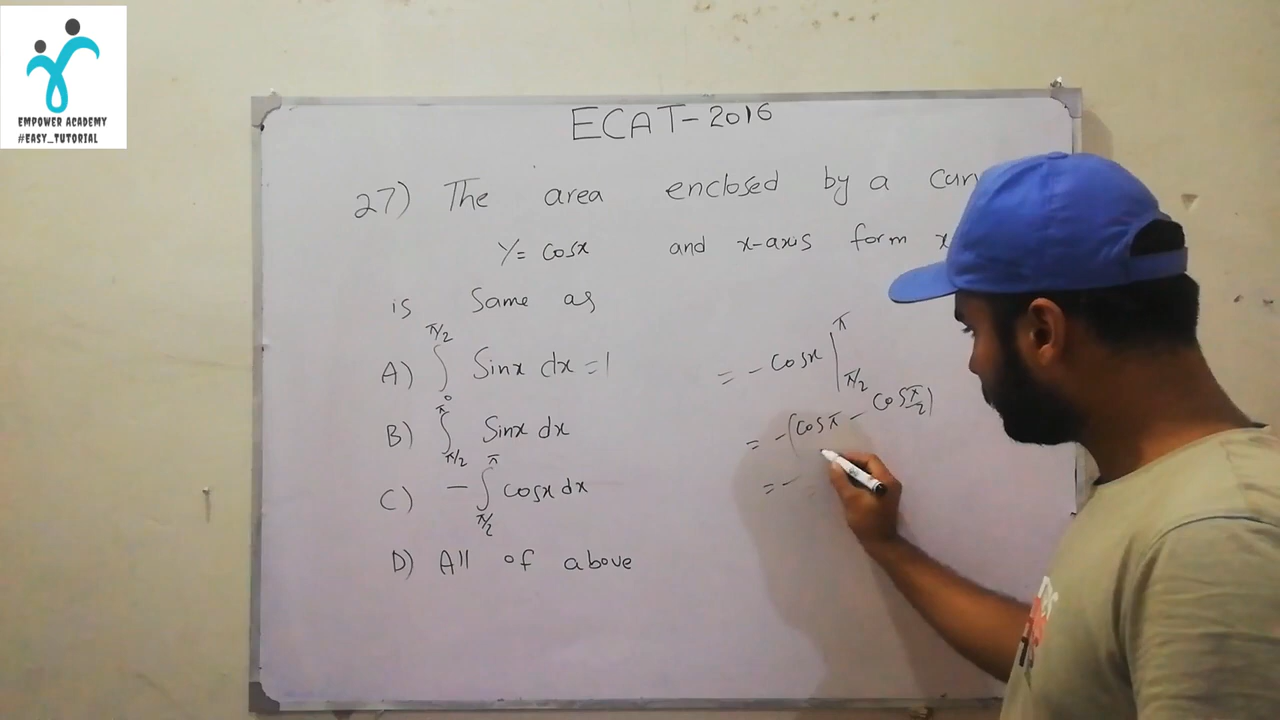 EMPOWER ACADEMY
#EASY_TUTORIAL
ECAT-2016
27) The area enclosed by a
Y = cosx and x-axis form x
is same as
A) ∫₀^π/2 Sinx dx = 1
B) ∫_π/2^π Sinx dx
C) - ∫_π/2^π cosx dx
D) All of above
= - cosx |_π/2^π
= -(cosπ - cos π/2)
= -